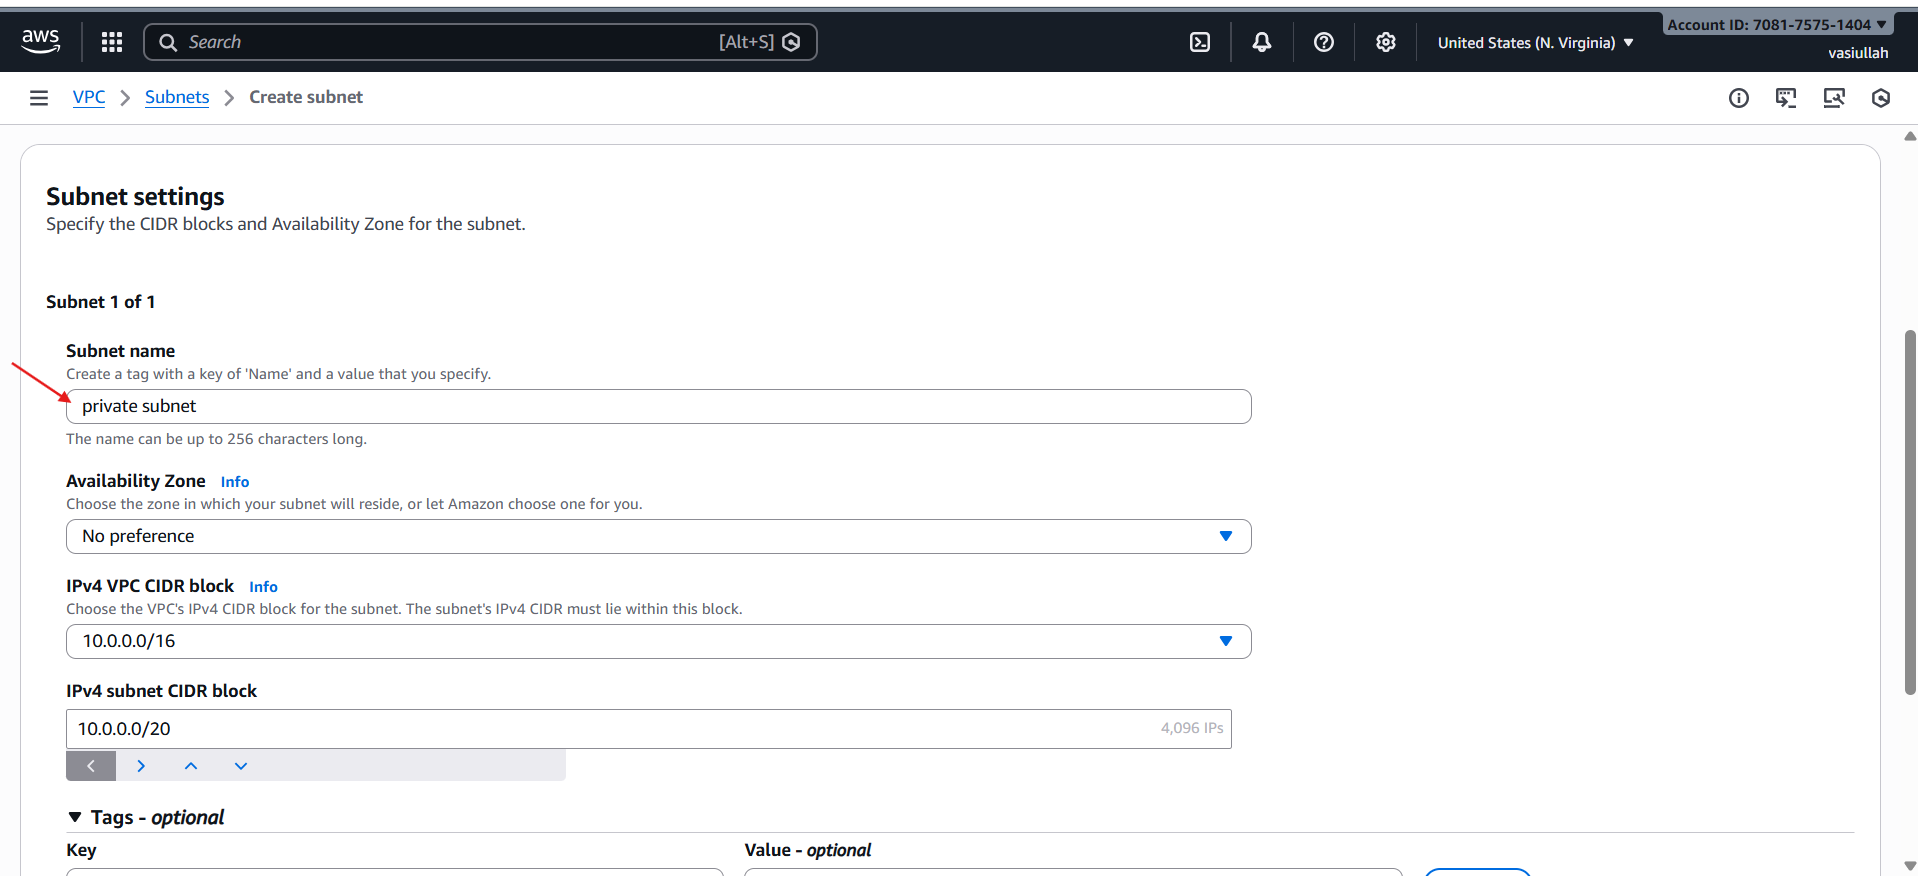 aws
Search
[Alt+S]
United States (N. Virginia)
Account ID: 7081-7575-1404
vasiullah
VPC
Subnets
Create subnet
Subnet settings
Specify the CIDR blocks and Availability Zone for the subnet.
Subnet 1 of 1
Subnet name
Create a tag with a key of 'Name' and a value that you specify.
private subnet
The name can be up to 256 characters long.
Availability Zone Info
Choose the zone in which your subnet will reside, or let Amazon choose one for you.
No preference
IPv4 VPC CIDR block Info
Choose the VPC's IPv4 CIDR block for the subnet. The subnet's IPv4 CIDR must lie within this block.
10.0.0.0/16
IPv4 subnet CIDR block
10.0.0.0/20
4,096 IPs
Tags - optional
Key
Value - optional